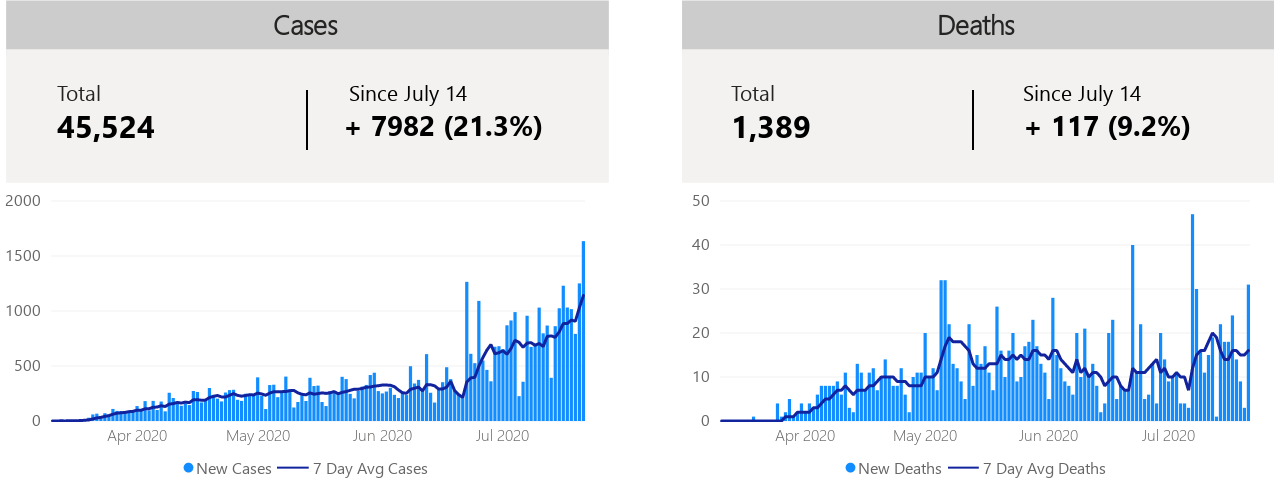 Cases
Total
45,524
Since July 14
+ 7982 (21.3%)
2000
1500
1000
500
0
Apr 2020 May 2020 Jun 2020 Jul 2020
New Cases 7 Day Avg Cases
Deaths
Total
1,389
Since July 14
+ 117 (9.2%)
50
40
30
20
10
0
Apr 2020 May 2020 Jun 2020 Jul 2020
New Deaths 7 Day Avg Deaths